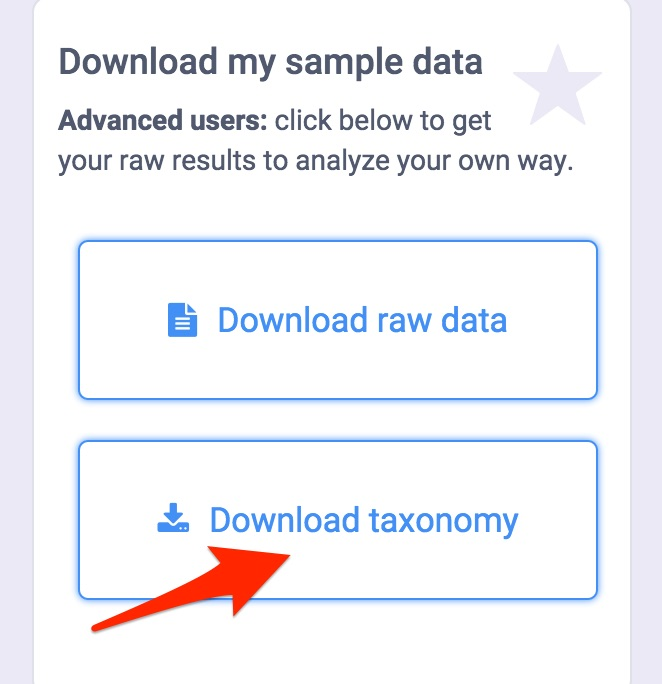 Download my sample data
Advanced users: click below to get
your raw results to analyze your own way.
Download raw data
Download taxonomy